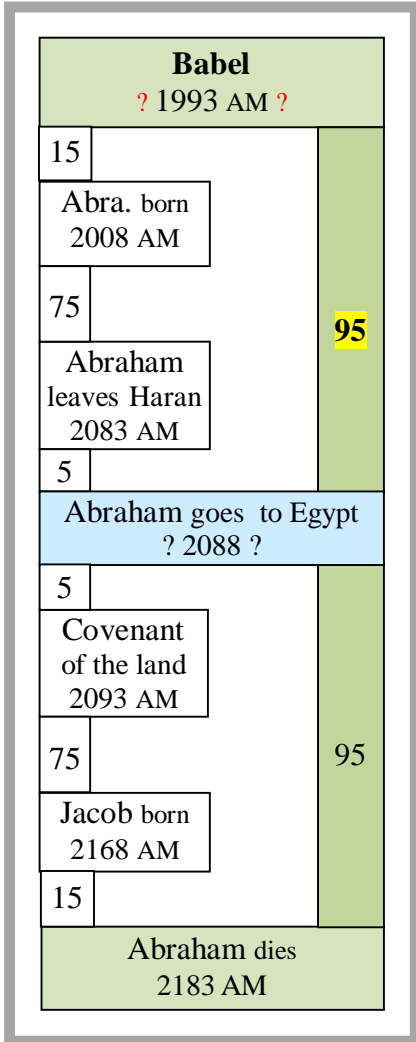 Babel
? 1993 AM ?
15
Abra. born
2008 AM
75
95
Abraham
leaves Haran
2083 AM
5
Abraham goes to Egypt
? 2088 ?
5
Covenant
of the land
2093 AM
75
95
Jacob born
2168 AM
15
Abraham dies
2183 AM